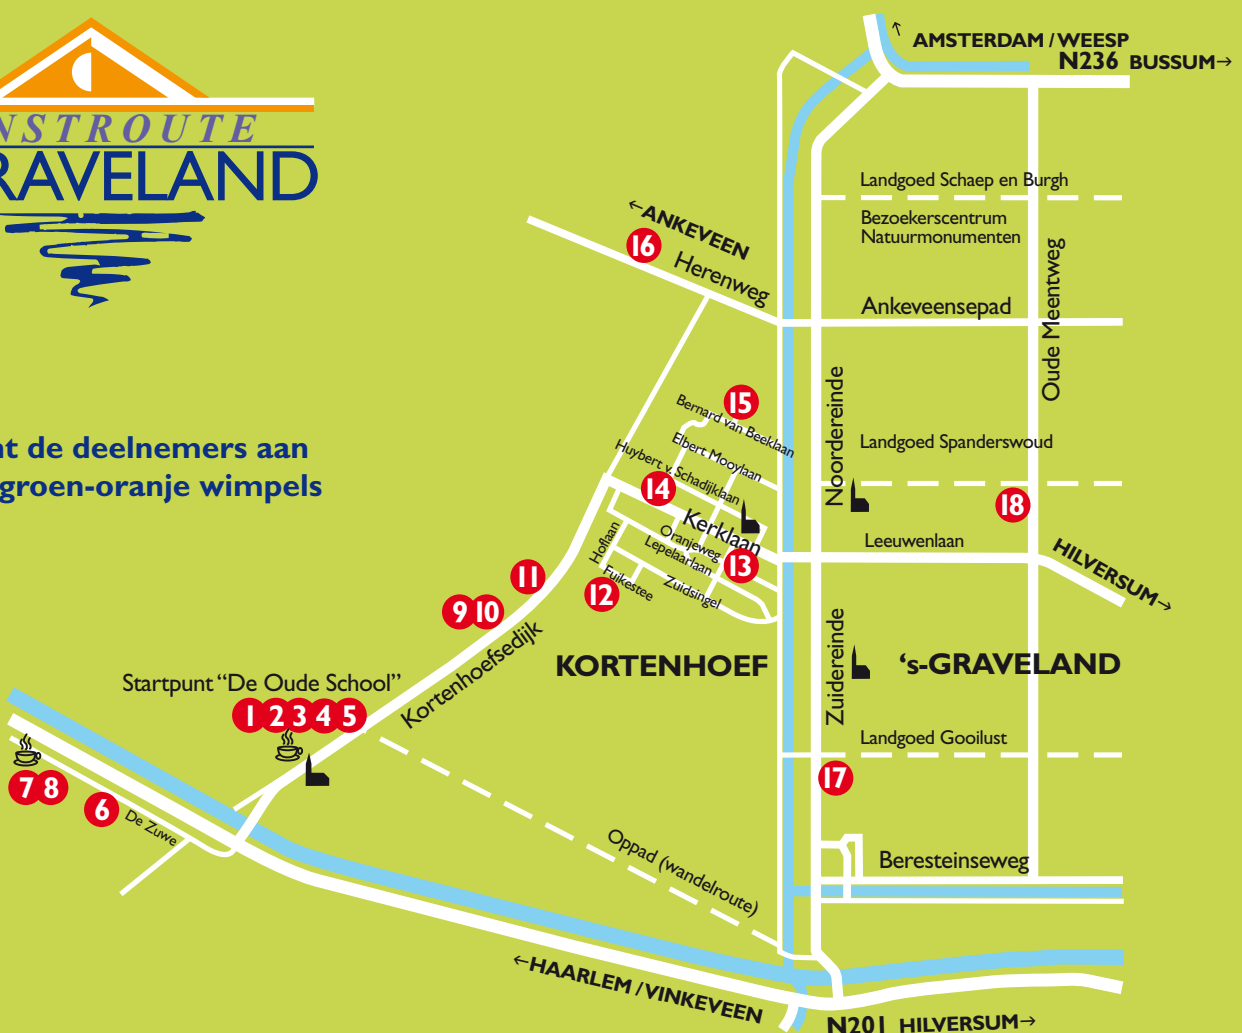 NSTROUTE
RAVELAND
nt de deelnemers aan
groen-oranje wimpels
↑
AMSTERDAM / WEESP
N236 BUSSUM→
Landgoed Schaep en Burgh
Bezoekerscentrum
Natuurmonumenten
←ANKEVEEN
16
Herenweg
Ankeveensepad
Oude Meentweg
Noordereinde
15
Bernard van Beeklaan
Elbert Mooylaan
Huybert v. Schadijklaan
14
Landgoed Spanderswoud
18
Kerklaan
Oranjeweg
Lepelaarlaan
13
Hoflaan
Fuikestee
12
Zuidsingel
Leeuwenlaan
HILVERSUM→
11
9 10
Kortenhoefsedijk
KORTENHOEF
Zuidereinde
‘s-GRAVELAND
Startpunt “De Oude School”
1 2 3 4 5
7 8
6
De Zuwe
Landgoed Gooilust
17
Oppad (wandelroute)
Beresteinseweg
←HAARLEM / VINKEVEEN
N201 HILVERSUM→